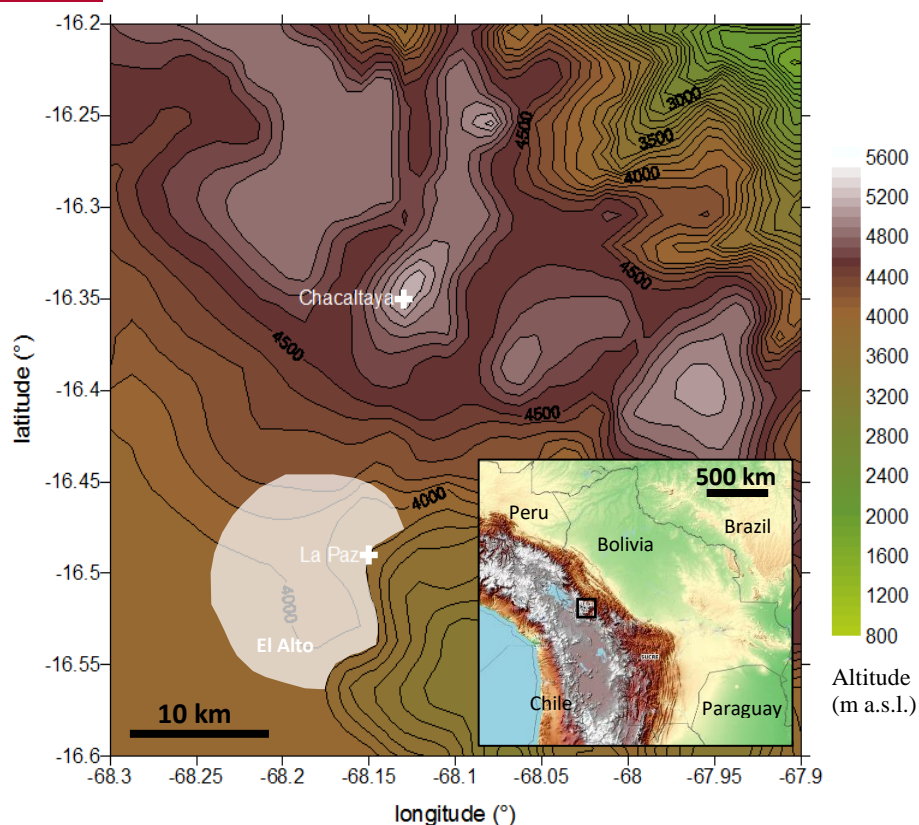 -16.2
-16.25
-16.3
-16.35
-16.4
-16.45
-16.5
-16.55
-16.6
latitude (°)
3000
3500
4000
4500
4500
Chacaltaya
4500
4500
4000
La Paz
4000
El Alto
10 km
500 km
Peru
Brazil
Bolivia
SUCRE
Chile
Paraguay
-68.3
-68.25
-68.2
-68.15
-68.1
-68.05
-68
-67.95
-67.9
longitude (°)
5600
5200
4800
4400
4000
3600
3200
2800
2400
2000
1600
1200
800
Altitude
(m a.s.l.)